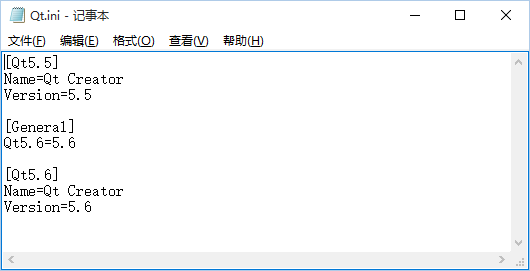 Qt.ini - 记事本
文件(F) 编辑(E) 格式(O) 查看(V) 帮助(H)
[Qt5.5]
Name=Qt Creator
Version=5.5
[General]
Qt5.6=5.6
[Qt5.6]
Name=Qt Creator
Version=5.6